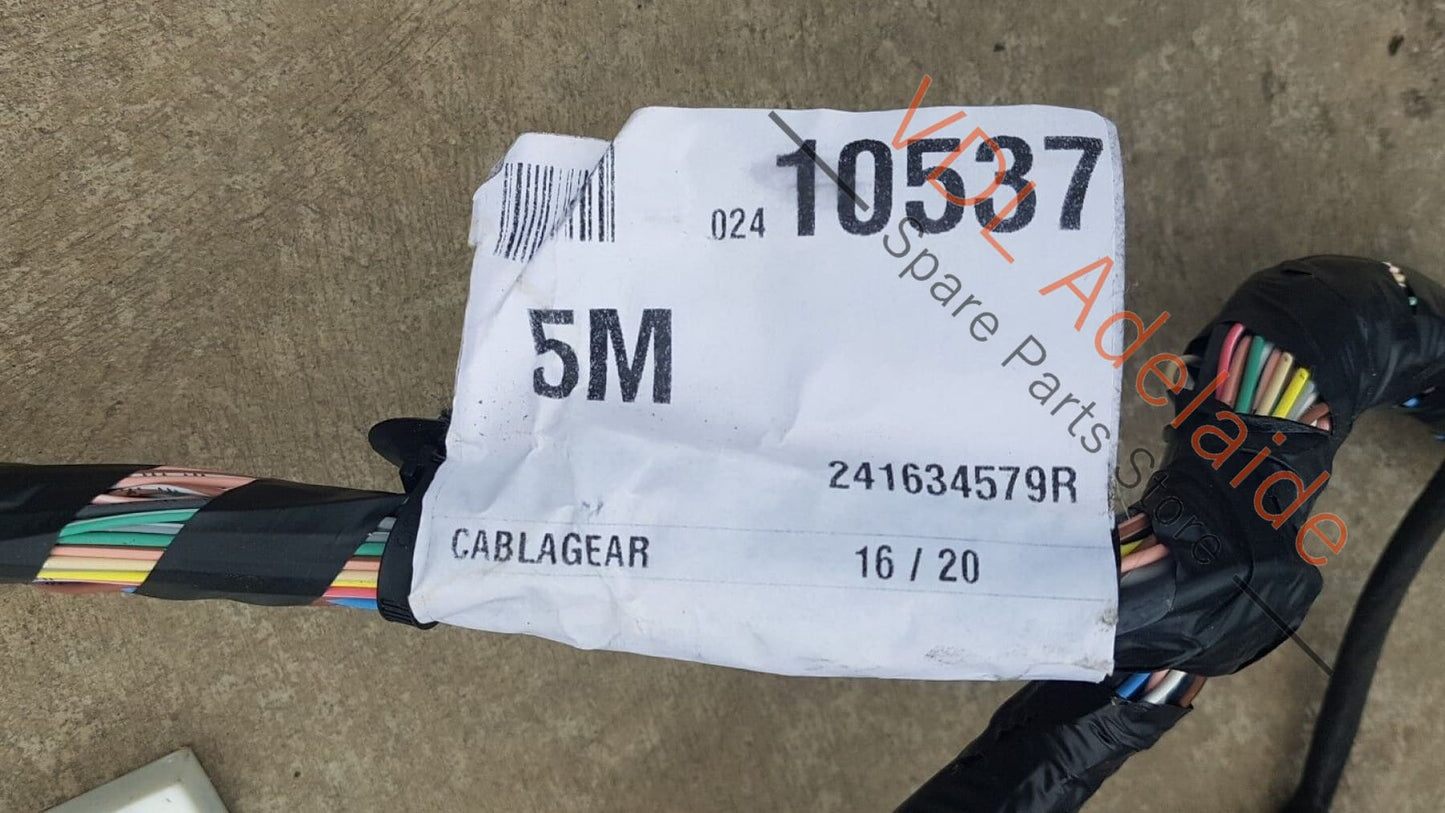 024 10537
5M
241634579R
CABLAGEAR 16 / 20
VDL Adelaide
Spare Parts Store